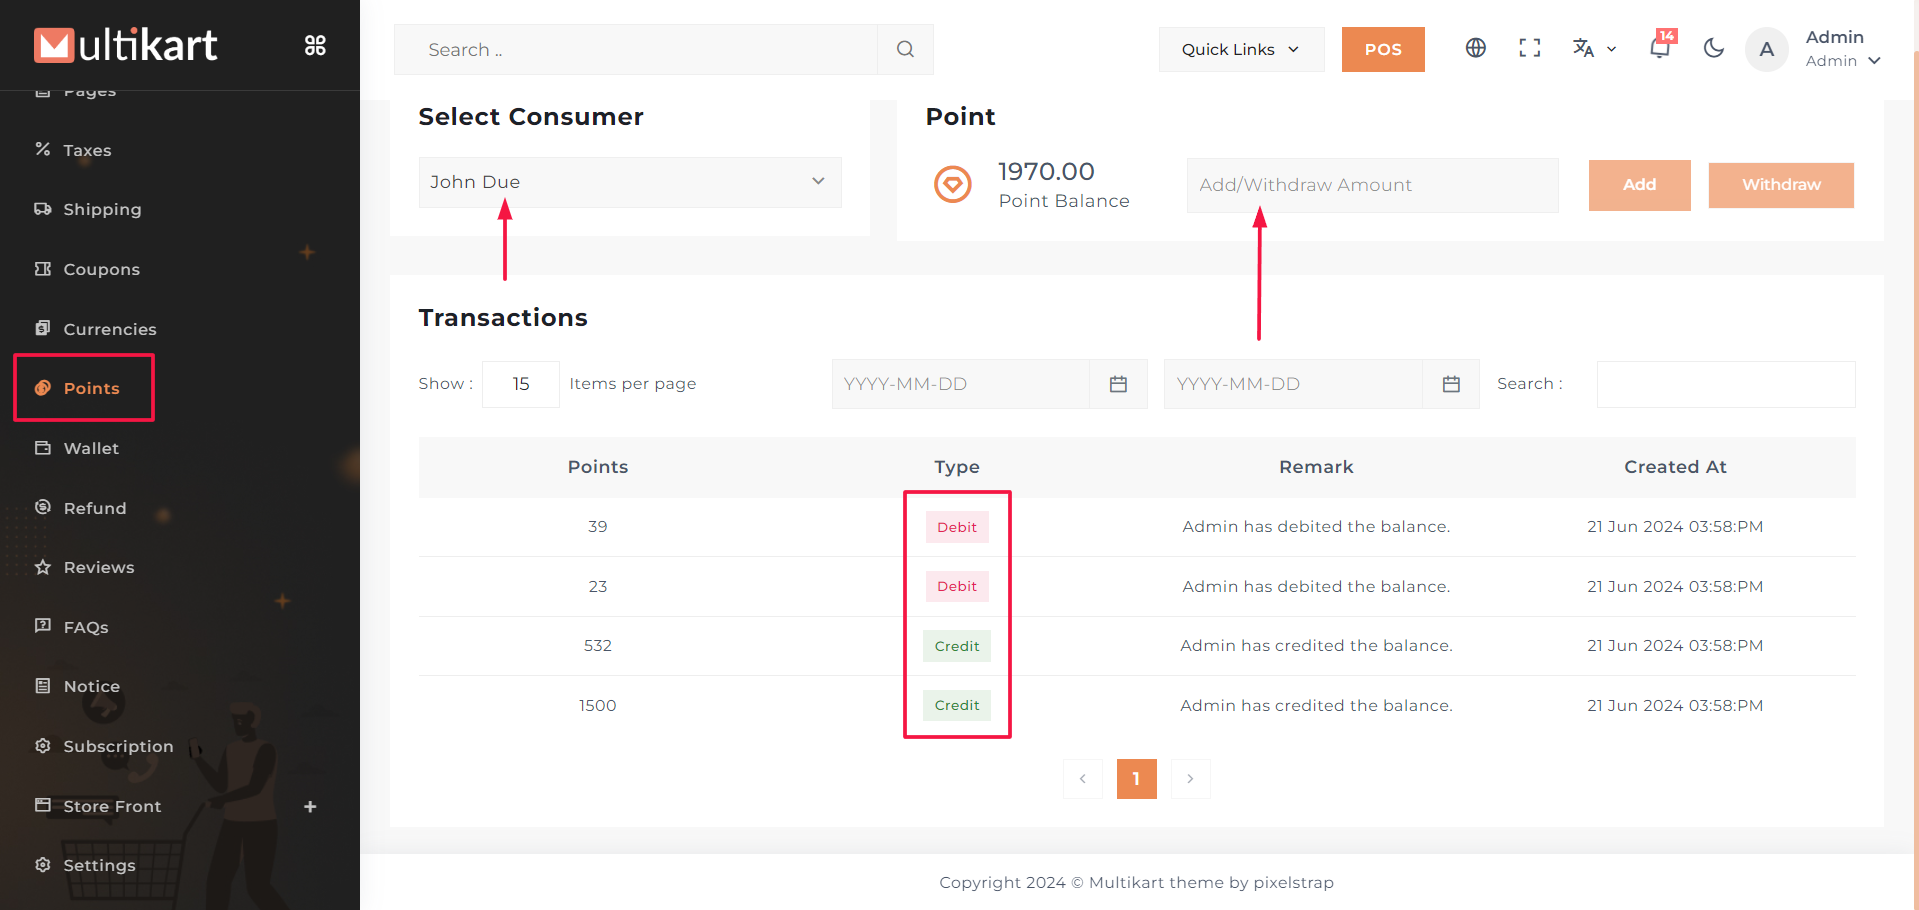 Multikart
Pages
Taxes
Shipping
Coupons
Currencies
Points
Wallet
Refund
Reviews
FAQs
Notice
Subscription
Store Front
Settings
Search ..
Quick Links
POS
14
A
Admin
Admin
Select Consumer
John Due
Point
1970.00
Point Balance
Add/Withdraw Amount
Add
Withdraw
Transactions
Show : 15 Items per page
YYYY-MM-DD
YYYY-MM-DD
Search :
Points Type Remark Created At
39 Debit Admin has debited the balance. 21 Jun 2024 03:58:PM
23 Debit Admin has debited the balance. 21 Jun 2024 03:58:PM
532 Credit Admin has credited the balance. 21 Jun 2024 03:58:PM
1500 Credit Admin has credited the balance. 21 Jun 2024 03:58:PM
1
Copyright 2024 © Multikart theme by pixelstrap